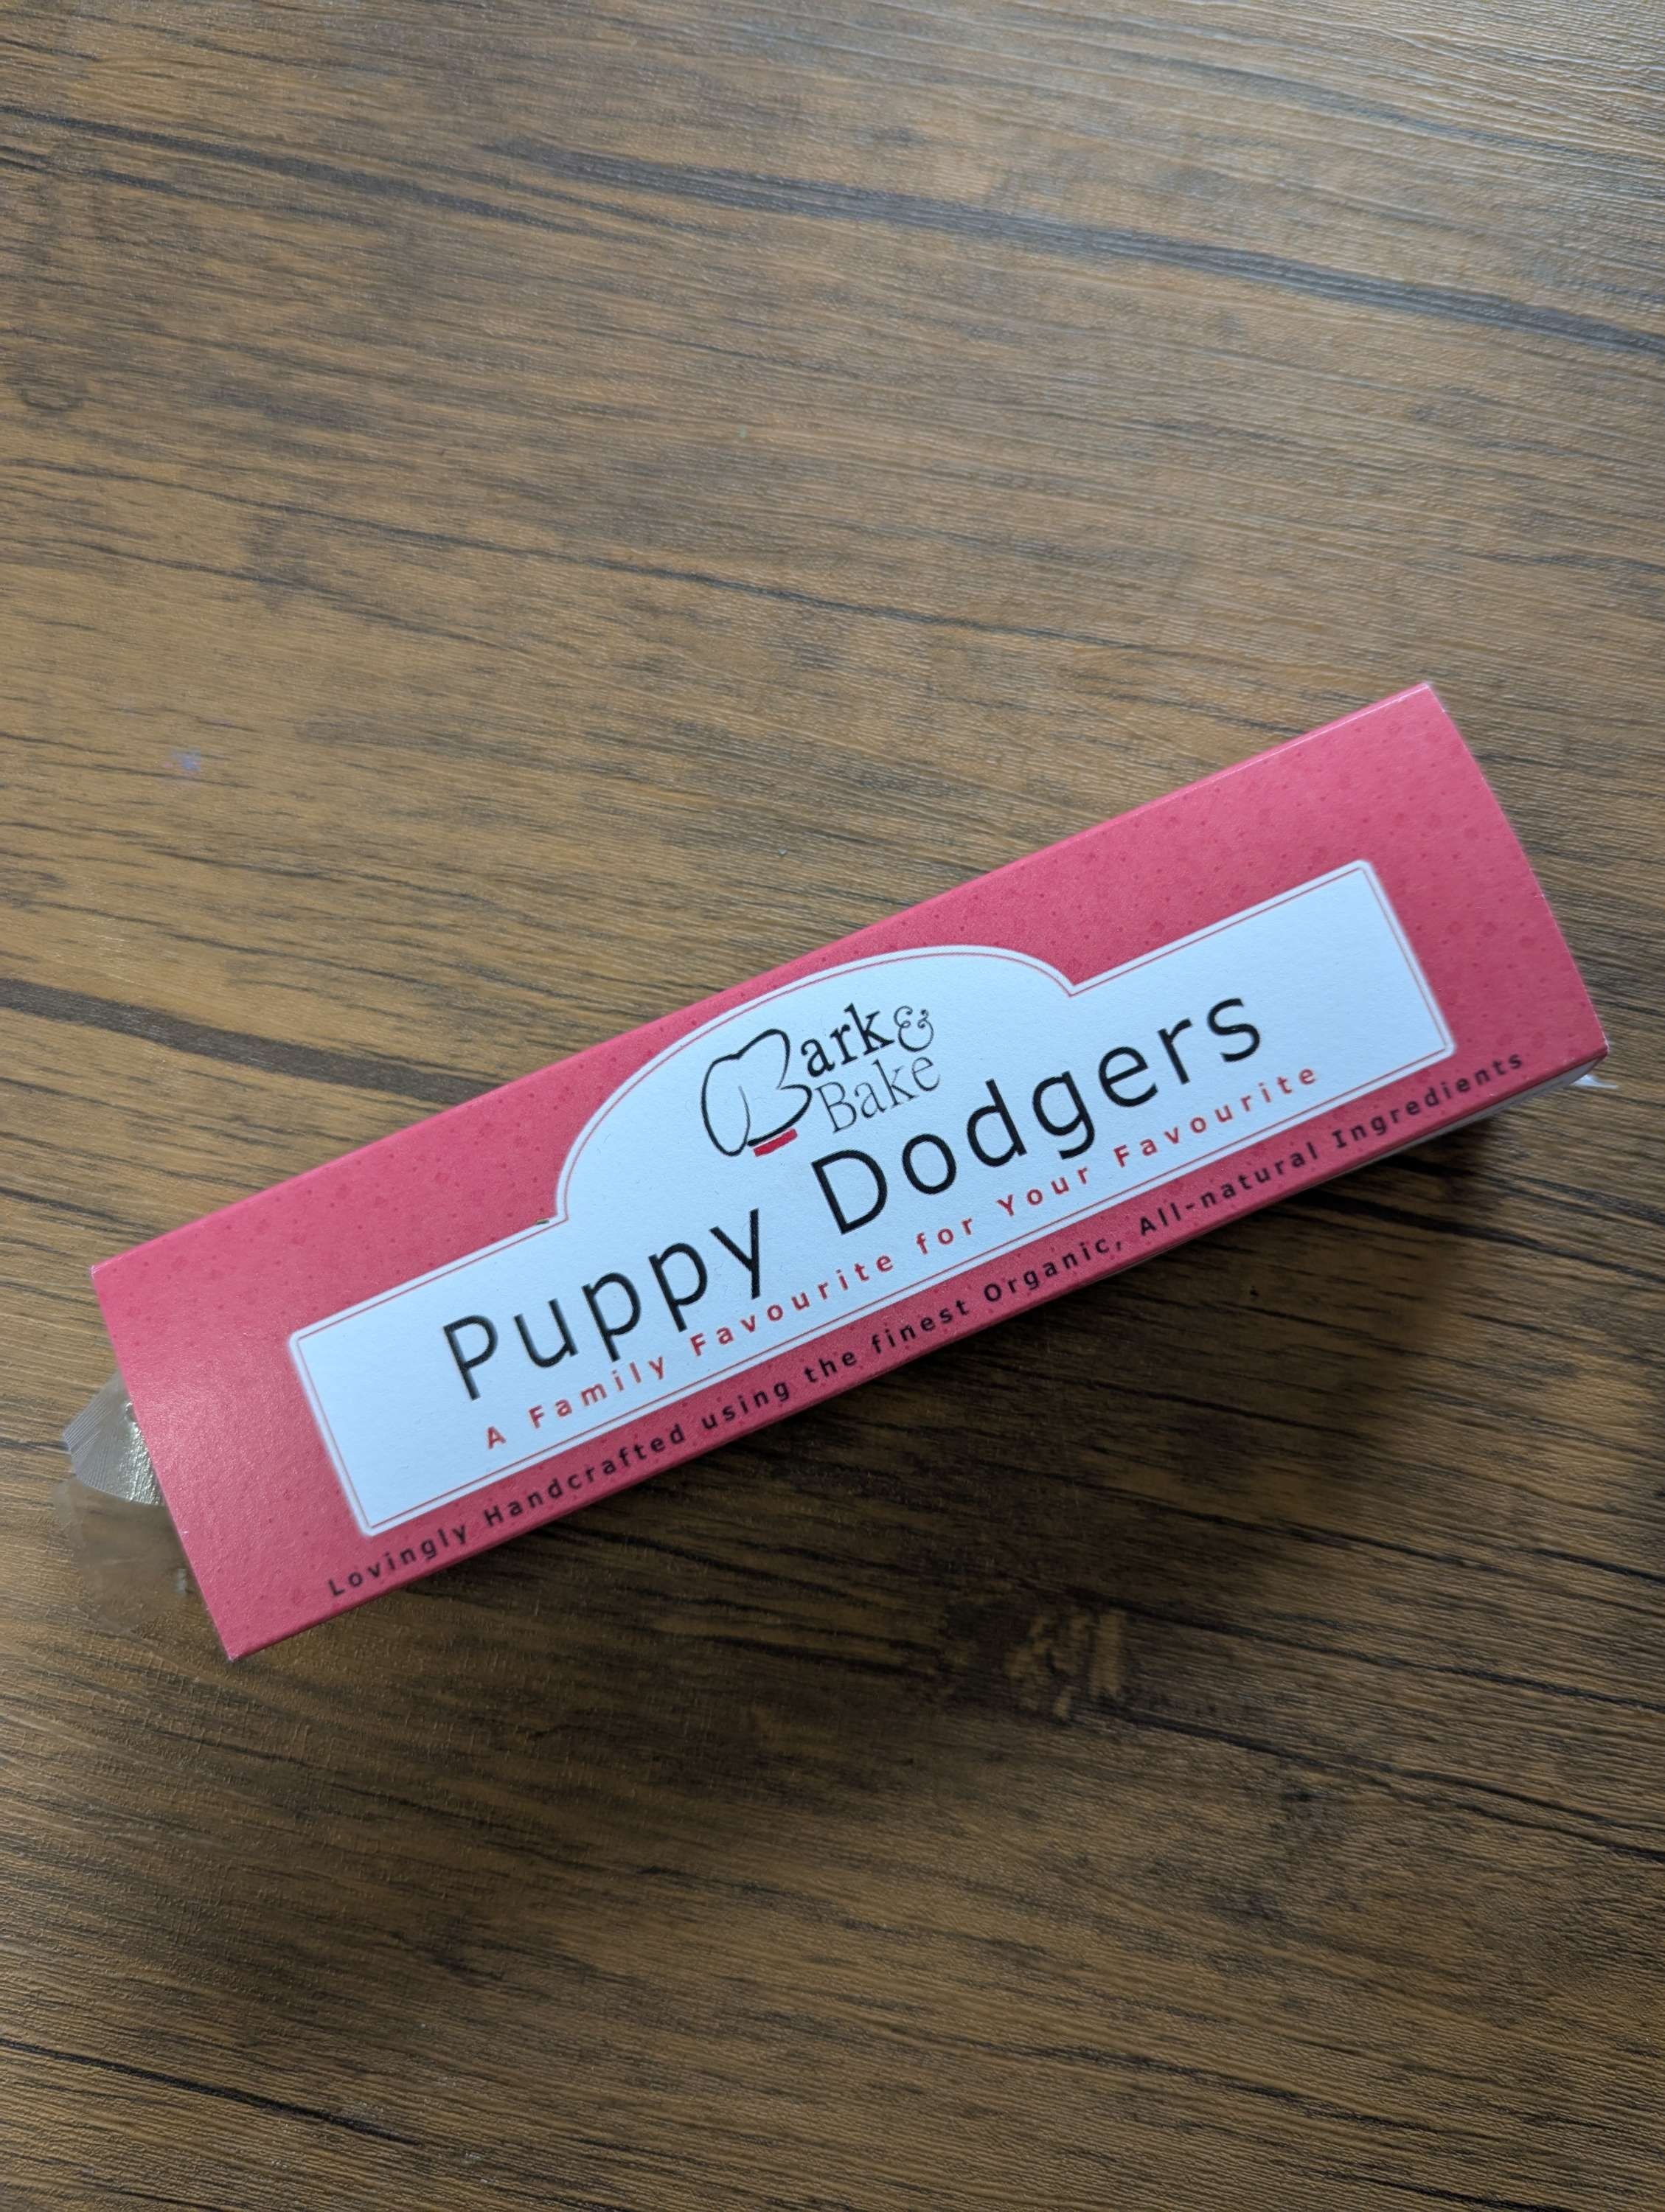 Bark &
Bake
Puppy Dodgers
A Family Favourite for Your Favourite
Lovingly Handcrafted using the finest Organic, All-natural Ingredients